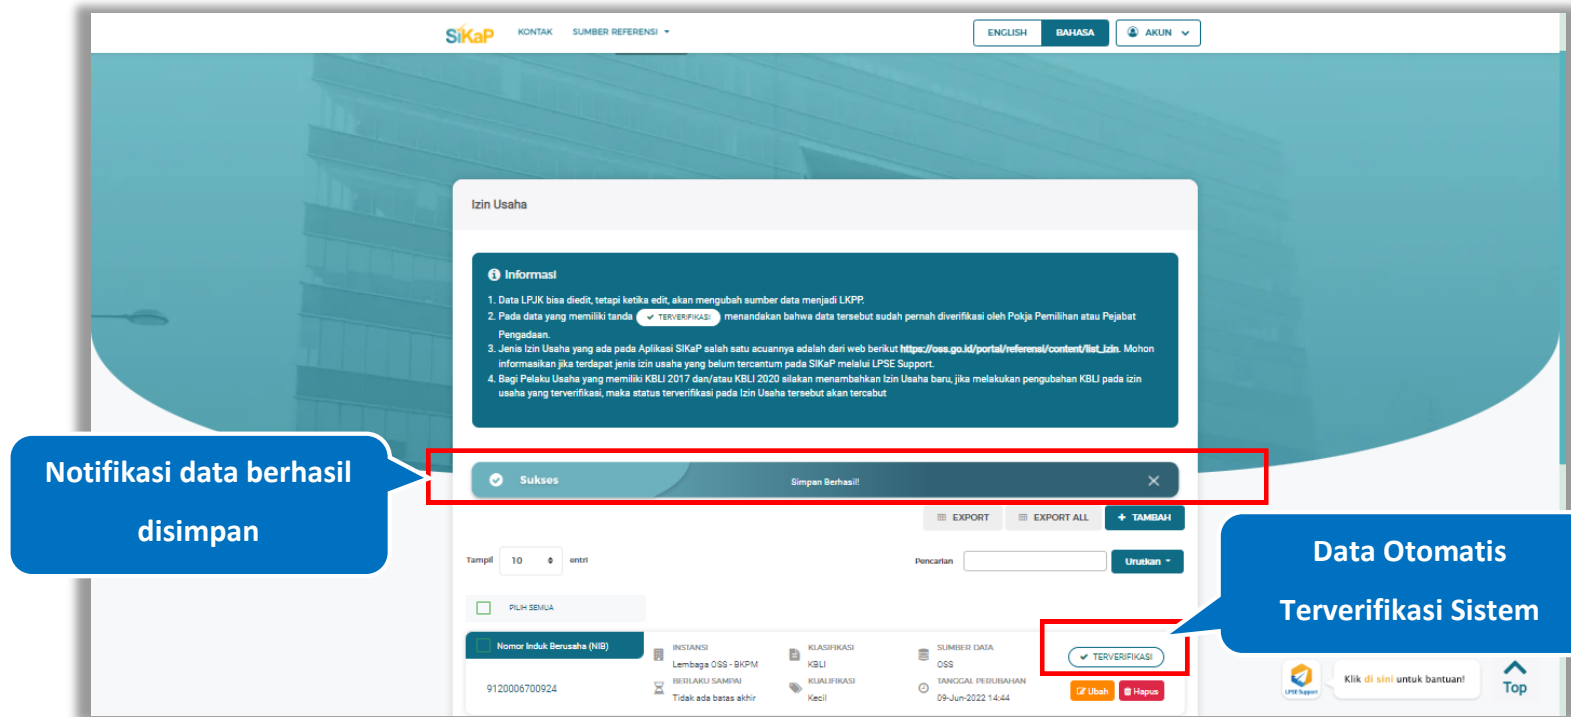 SiKaP
KONTAK
SUMBER REFERENSI
ENGLISH
BAHASA
AKUN
Izin Usaha
Informasi
1. Data LPJK bisa diedit, tetapi ketika edit, akan mengubah sumber data menjadi LKPP.
2. Pada data yang memiliki tanda TERVERIFIKASI menandakan bahwa data tersebut sudah pernah diverifikasi oleh Pokja Pemilihan atau Pejabat
Pengadaan.
3. Jenis Izin Usaha yang ada pada Aplikasi SIKaP salah satu acuannya adalah dari web berikut https://oss.go.id/portal/referensi/content/list_izin. Mohon
informasikan jika terdapat jenis izin usaha yang belum tercantum pada SIKaP melalui LPSE Support.
4. Bagi Pelaku Usaha yang memiliki KBLI 2017 dan/atau KBLI 2020 silakan menambahkan Izin Usaha baru, jika melakukan pengubahan KBLI pada izin
usaha yang terverifikasi, maka status terverifikasi pada Izin Usaha tersebut akan tercabut
Notifikasi data berhasil
disimpan
Sukses
Simpan Berhasil!
EXPORT
EXPORT ALL
+ TAMBAH
Tampil 10 entri
Pencarian
Urutkan
Data Otomatis
Terverifikasi Sistem
PILIH SEMUA
Nomor Induk Berusaha (NIB)
9120006700924
INSTANSI
Lembaga OSS - BKPM
BERLAKU SAMPAI
Tidak ada batas akhir
KLASIFIKASI
KBLI
KUALIFIKASI
Kecil
SUMBER DATA
OSS
TANGGAL PERUBAHAN
09-Jun-2022 14:44
TERVERIFIKASI
Ubah
Hapus
LPSE Support
Klik di sini untuk bantuan!
Top